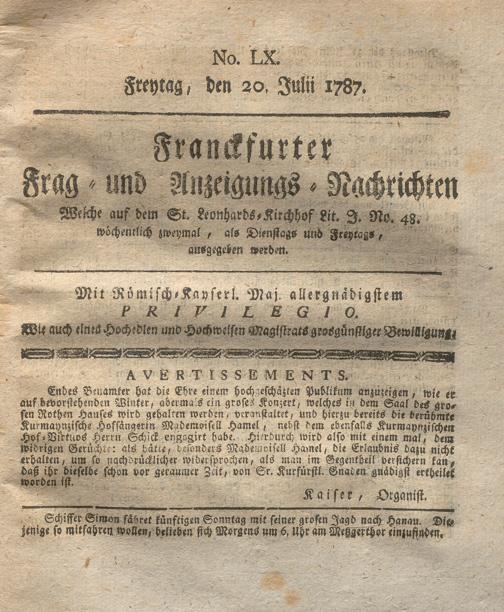 No. LX.
Freytag, den 20. Julii 1787.
Franckfurter
Frag- und Anzeigungs-Nachrichten
Welche auf dem St. Leonhards-Kirchhof Lit. J. No. 48.
wöchentlich zweymal, als Dienstags und Freytags,
ausgegeben werden.
Mit Römisch-Kayserl. Maj. allergnädigstem
PRIVILEGIO.
Wie auch eines Hochedlen und Hochweisen Magistrats grosgünstiger Bewilligung.
AVERTISSEMENTS.
Endes Benamter hat die Ehre einem hochgeschäzten Publikum anzuzeigen, wie er
auf bevorstehenden Winter, abermals ein groses Konzert, welches in dem Saal des gro-
sen Rothen Hauses wird gehalten werden, veranstaltet, und hierzu bereits die berühmte
Kurmaynzische Hofsängerin Mademoisell Hamel, nebst dem ebenfalls Kurmaynzischen
Hof-Virtuos Herrn Schick engagirt habe. Hierdurch wird also mit einem mal, dem
widrigen Gerüchte: als hätte, besonders Mademoisell Hamel, die Erlaubnis dazu nicht
erhalten, um so nachdrücklicher widersprochen, als man im Gegentheil versichern kan,
daß ihr dieselbe schon vor geraumer Zeit, von Sr. Kurfürstl. Gnaden gnädigst ertheilet
worden ist.
Kaiser, Organist.
Schiffer Simon fähret künftigen Sonntag mit seiner grosen Jagd nach Hanau. Die-
jenige so mitfahren wollen, belieben sich Morgens um 6, Uhr am Metzgerthor einzufinden.